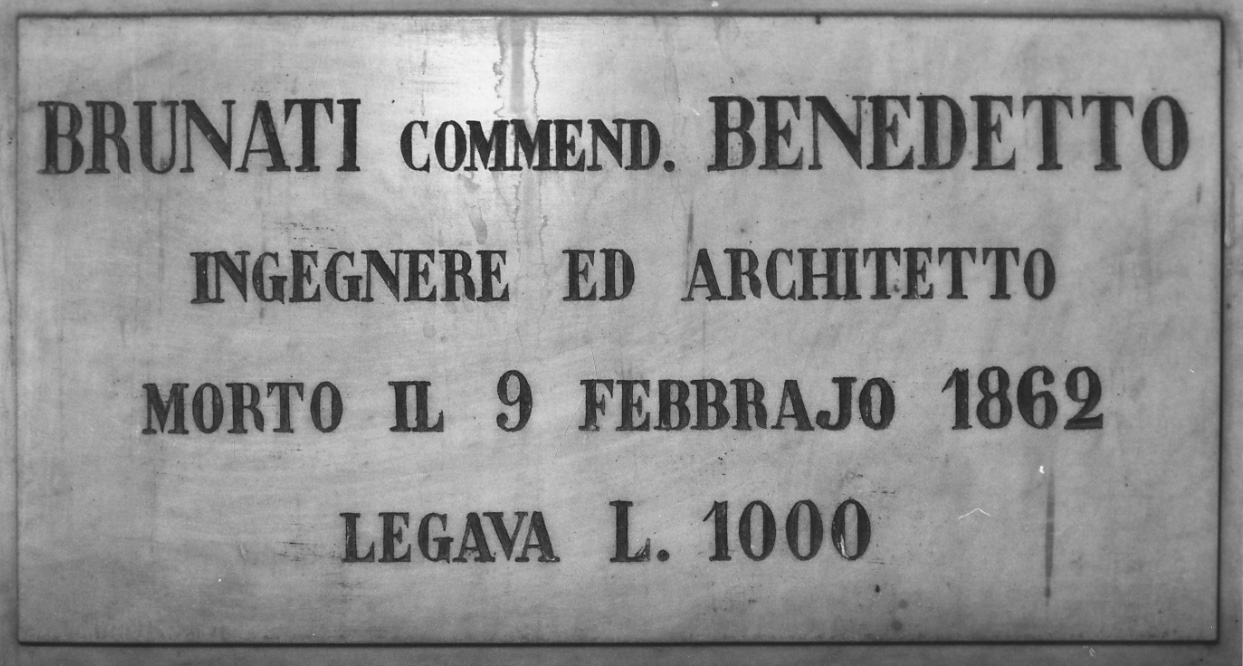 BRUNATI COMMEND. BENEDETTO
INGEGNERE ED ARCHITETTO
MORTO IL 9 FEBBRAJO 1862
LEGAVA L. 1000